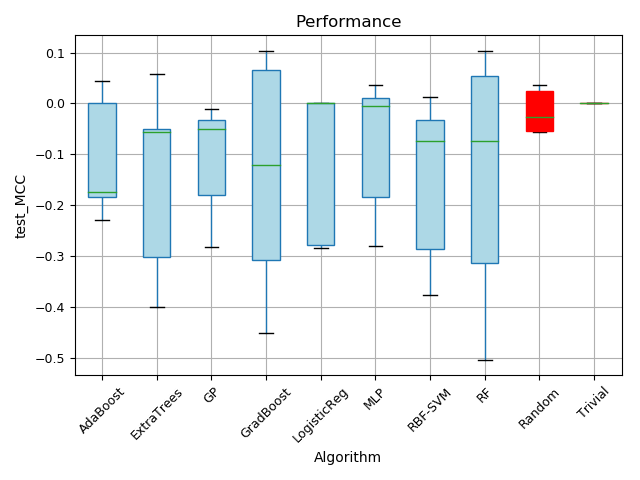 Performance
0.1
0.0
−0.1
−0.2
−0.3
−0.4
−0.5
test_MCC
AdaBoost
ExtraTrees
GP
GradBoost
LogisticReg
MLP
RBF-SVM
RF
Random
Trivial
Algorithm